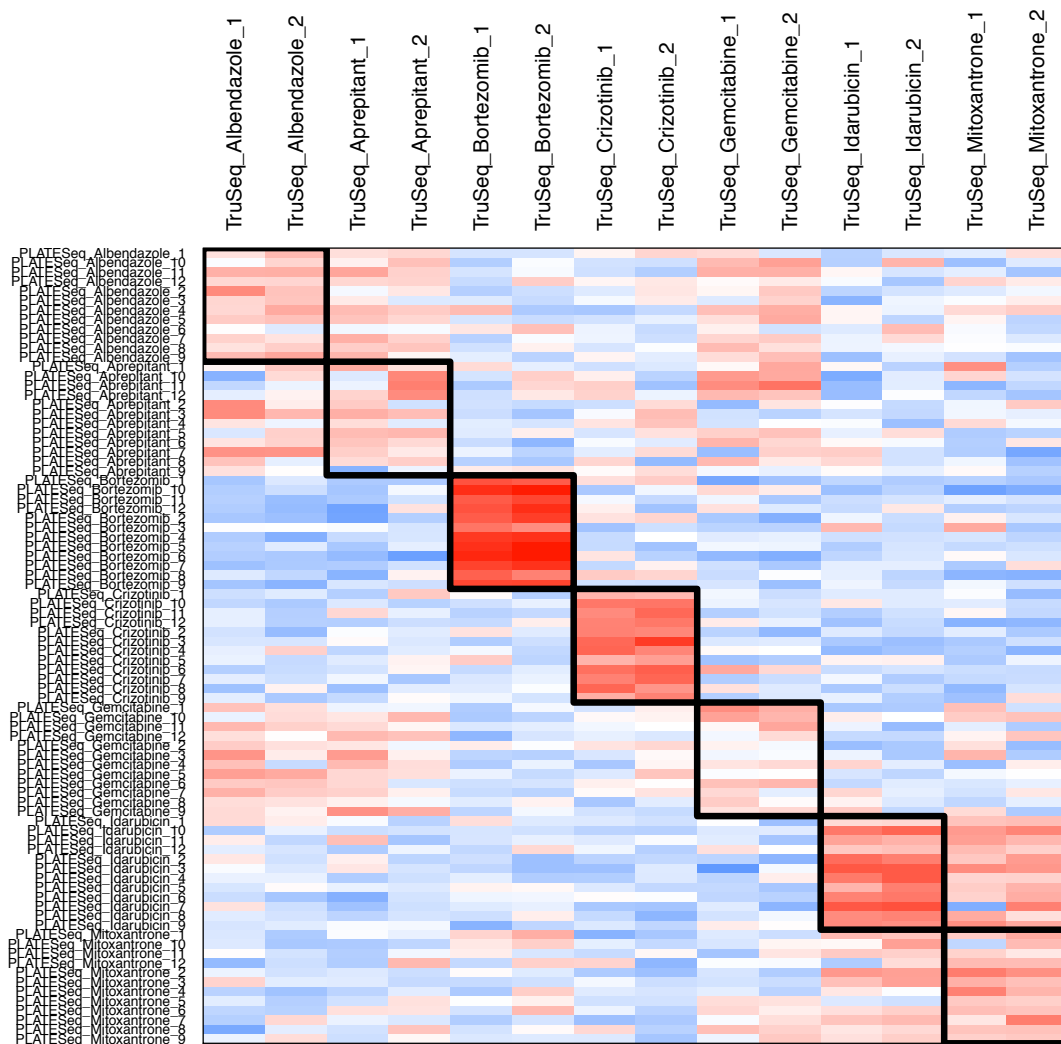 TruSeq_Albendazole_1
TruSeq_Albendazole_2
TruSeq_Aprepitant_1
TruSeq_Aprepitant_2
TruSeq_Bortezomib_1
TruSeq_Bortezomib_2
TruSeq_Crizotinib_1
TruSeq_Crizotinib_2
TruSeq_Gemcitabine_1
TruSeq_Gemcitabine_2
TruSeq_Idarubicin_1
TruSeq_Idarubicin_2
TruSeq_Mitoxantrone_1
TruSeq_Mitoxantrone_2
PLATESeq_Albendazole_1
PLATESeq_Albendazole_10
PLATESeq_Albendazole_11
PLATESeq_Albendazole_12
PLATESeq_Albendazole_2
PLATESeq_Albendazole_3
PLATESeq_Albendazole_4
PLATESeq_Albendazole_5
PLATESeq_Albendazole_6
PLATESeq_Albendazole_7
PLATESeq_Albendazole_8
PLATESeq_Albendazole_9
PLATESeq_Aprepitant_1
PLATESeq_Aprepitant_10
PLATESeq_Aprepitant_11
PLATESeq_Aprepitant_12
PLATESeq_Aprepitant_2
PLATESeq_Aprepitant_3
PLATESeq_Aprepitant_4
PLATESeq_Aprepitant_5
PLATESeq_Aprepitant_6
PLATESeq_Aprepitant_7
PLATESeq_Aprepitant_8
PLATESeq_Aprepitant_9
PLATESeq_Bortezomib_1
PLATESeq_Bortezomib_10
PLATESeq_Bortezomib_11
PLATESeq_Bortezomib_12
PLATESeq_Bortezomib_2
PLATESeq_Bortezomib_3
PLATESeq_Bortezomib_4
PLATESeq_Bortezomib_5
PLATESeq_Bortezomib_6
PLATESeq_Bortezomib_7
PLATESeq_Bortezomib_8
PLATESeq_Bortezomib_9
PLATESeq_Crizotinib_1
PLATESeq_Crizotinib_10
PLATESeq_Crizotinib_11
PLATESeq_Crizotinib_12
PLATESeq_Crizotinib_2
PLATESeq_Crizotinib_3
PLATESeq_Crizotinib_4
PLATESeq_Crizotinib_5
PLATESeq_Crizotinib_6
PLATESeq_Crizotinib_7
PLATESeq_Crizotinib_8
PLATESeq_Crizotinib_9
PLATESeq_Gemcitabine_1
PLATESeq_Gemcitabine_10
PLATESeq_Gemcitabine_11
PLATESeq_Gemcitabine_12
PLATESeq_Gemcitabine_2
PLATESeq_Gemcitabine_3
PLATESeq_Gemcitabine_4
PLATESeq_Gemcitabine_5
PLATESeq_Gemcitabine_6
PLATESeq_Gemcitabine_7
PLATESeq_Gemcitabine_8
PLATESeq_Gemcitabine_9
PLATESeq_Idarubicin_1
PLATESeq_Idarubicin_10
PLATESeq_Idarubicin_11
PLATESeq_Idarubicin_12
PLATESeq_Idarubicin_2
PLATESeq_Idarubicin_3
PLATESeq_Idarubicin_4
PLATESeq_Idarubicin_5
PLATESeq_Idarubicin_6
PLATESeq_Idarubicin_7
PLATESeq_Idarubicin_8
PLATESeq_Idarubicin_9
PLATESeq_Mitoxantrone_1
PLATESeq_Mitoxantrone_10
PLATESeq_Mitoxantrone_11
PLATESeq_Mitoxantrone_12
PLATESeq_Mitoxantrone_2
PLATESeq_Mitoxantrone_3
PLATESeq_Mitoxantrone_4
PLATESeq_Mitoxantrone_5
PLATESeq_Mitoxantrone_6
PLATESeq_Mitoxantrone_7
PLATESeq_Mitoxantrone_8
PLATESeq_Mitoxantrone_9